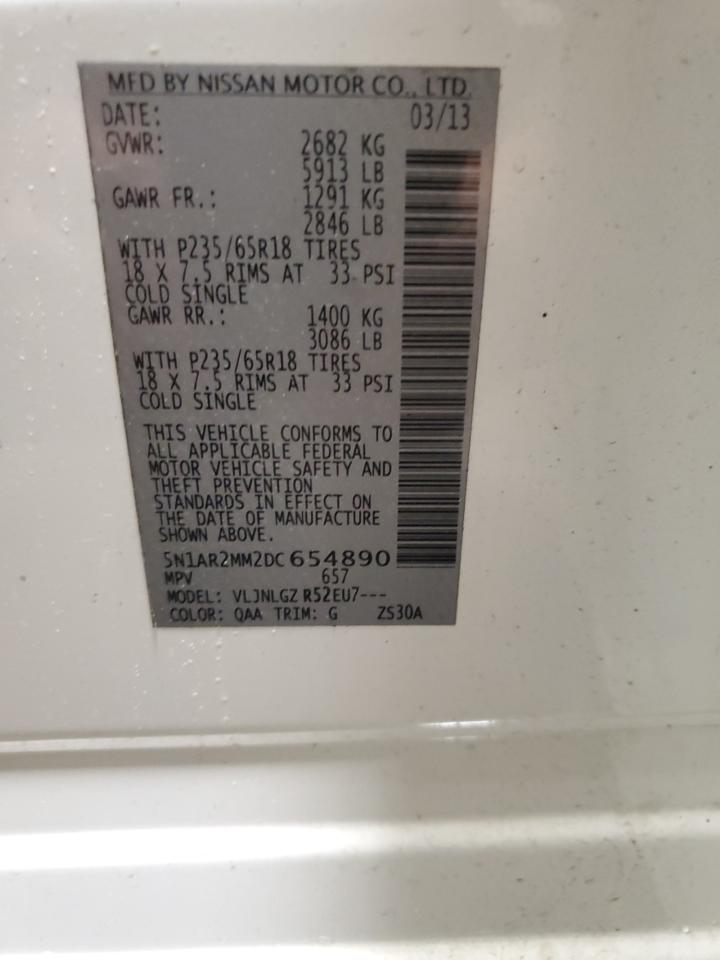 MFD BY NISSAN MOTOR CO., LTD.
DATE: 03/13
GVWR: 2682 KG
5913 LB
GAWR FR.: 1291 KG
2846 LB
WITH P235/65R18 TIRES
18 X 7.5 RIMS AT 33 PSI
COLD SINGLE
GAWR RR.: 1400 KG
3086 LB
WITH P235/65R18 TIRES
18 X 7.5 RIMS AT 33 PSI
COLD SINGLE
THIS VEHICLE CONFORMS TO
ALL APPLICABLE FEDERAL
MOTOR VEHICLE SAFETY AND
THEFT PREVENTION
STANDARDS IN EFFECT ON
THE DATE OF MANUFACTURE
SHOWN ABOVE.
5N1AR2MM2DC654890
MPV 657
MODEL: VLJNLGZ R52EU7---
COLOR: QAA TRIM: G ZS30A